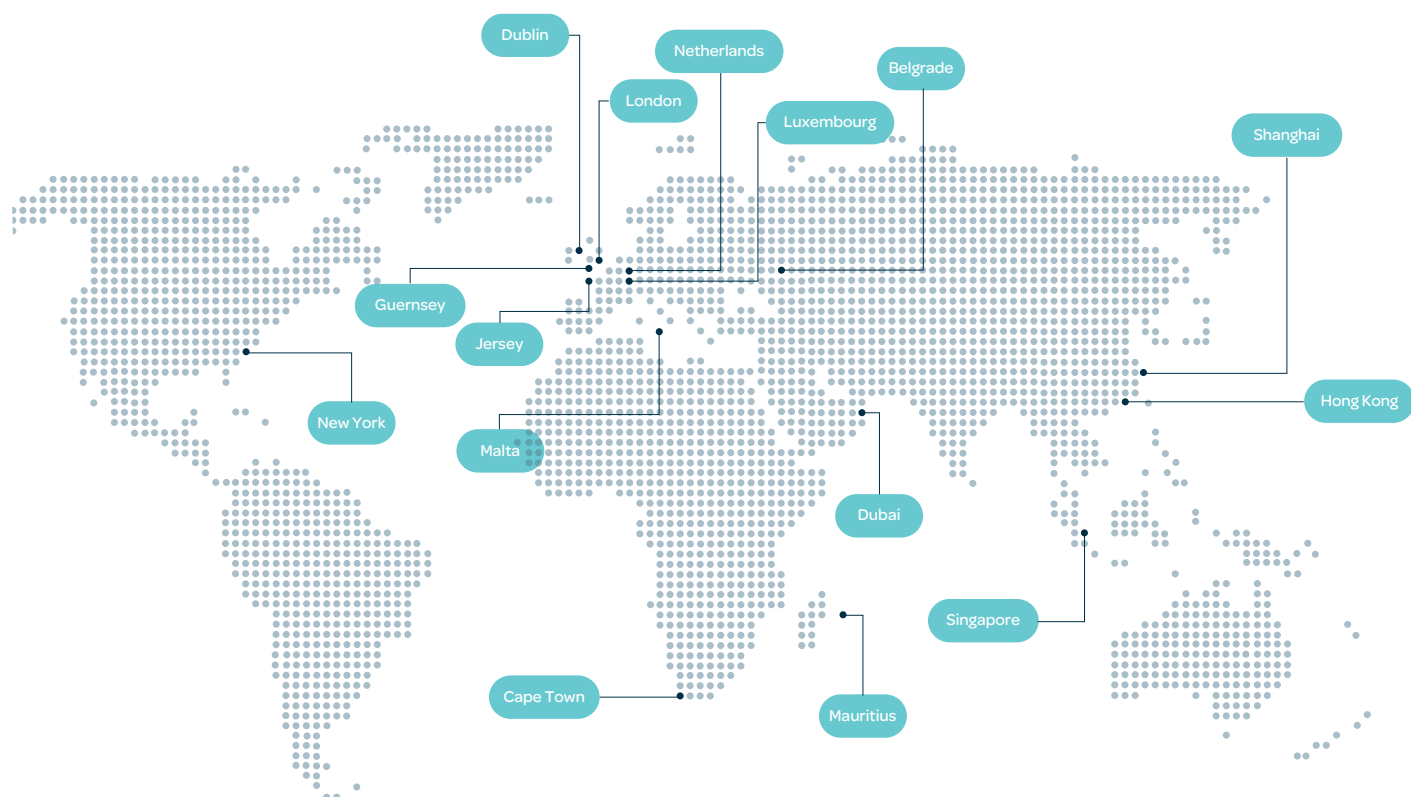 Dublin
Netherlands
Belgrade
London
Luxembourg
Shanghai
Guernsey
Jersey
Hong Kong
New York
Malta
Dubai
Singapore
Cape Town
Mauritius